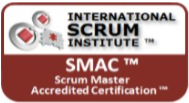 INTERNATIONAL
SCRUM
INSTITUTE ™
SMAC ™
Scrum Master
Accredited Certification ™